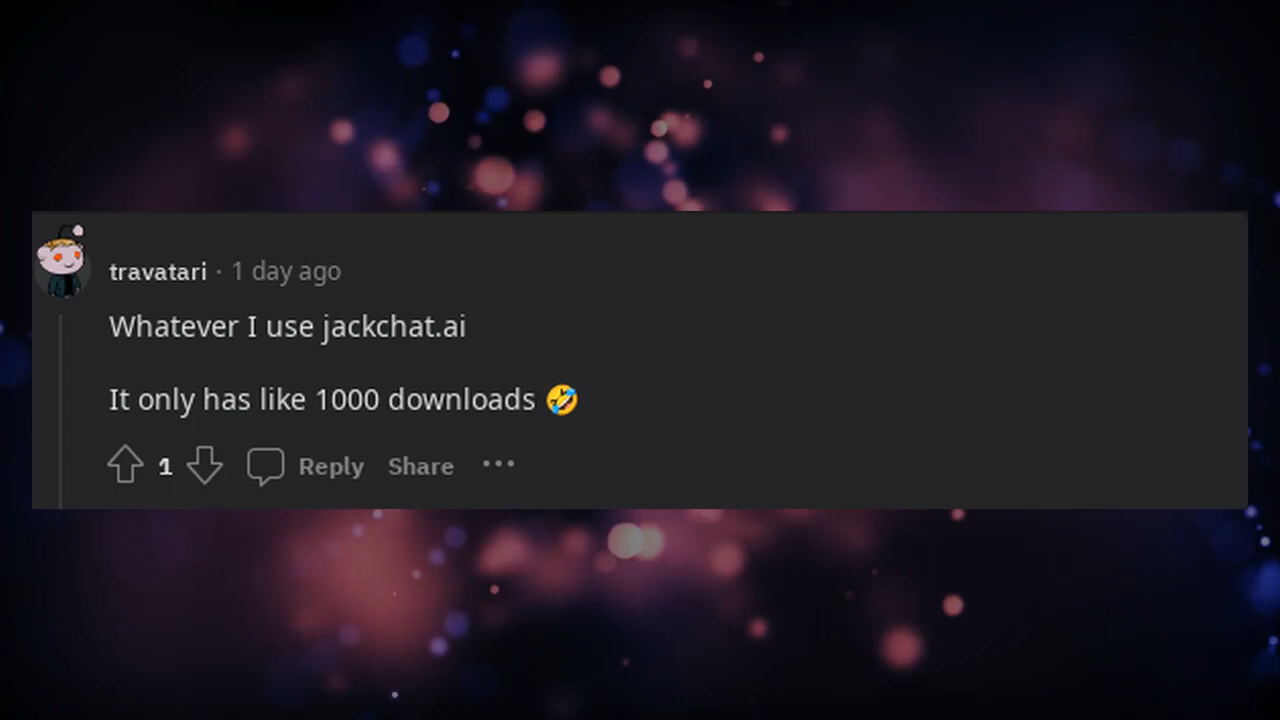 travatari · 1 day ago
Whatever I use jackchat.ai
It only has like 1000 downloads 🤣
1 Reply Share ···